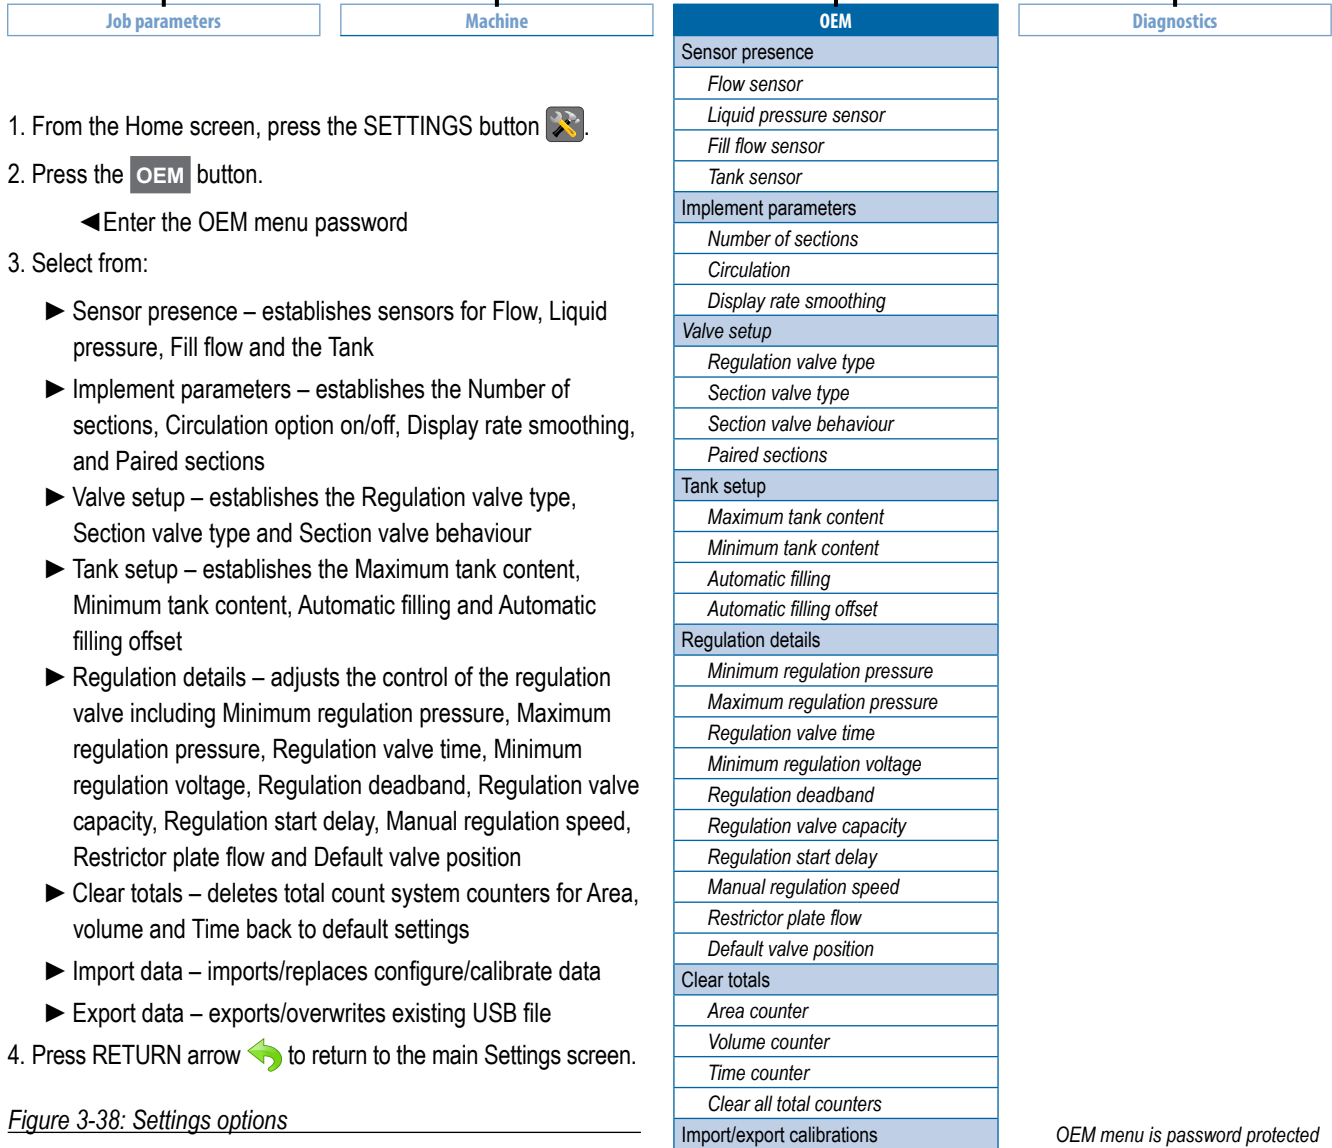 Job parameters
Machine
OEM
Diagnostics
1. From the Home screen, press the SETTINGS button .
2. Press the OEM button.
◄Enter the OEM menu password
3. Select from:
► Sensor presence – establishes sensors for Flow, Liquid
pressure, Fill flow and the Tank
► Implement parameters – establishes the Number of
sections, Circulation option on/off, Display rate smoothing,
and Paired sections
► Valve setup – establishes the Regulation valve type,
Section valve type and Section valve behaviour
► Tank setup – establishes the Maximum tank content,
Minimum tank content, Automatic filling and Automatic
filling offset
► Regulation details – adjusts the control of the regulation
valve including Minimum regulation pressure, Maximum
regulation pressure, Regulation valve time, Minimum
regulation voltage, Regulation deadband, Regulation valve
capacity, Regulation start delay, Manual regulation speed,
Restrictor plate flow and Default valve position
► Clear totals – deletes total count system counters for Area,
volume and Time back to default settings
► Import data – imports/replaces configure/calibrate data
► Export data – exports/overwrites existing USB file
4. Press RETURN arrow to return to the main Settings screen.
Figure 3-38: Settings options
Sensor presence
Flow sensor
Liquid pressure sensor
Fill flow sensor
Tank sensor
Implement parameters
Number of sections
Circulation
Display rate smoothing
Valve setup
Regulation valve type
Section valve type
Section valve behaviour
Paired sections
Tank setup
Maximum tank content
Minimum tank content
Automatic filling
Automatic filling offset
Regulation details
Minimum regulation pressure
Maximum regulation pressure
Regulation valve time
Minimum regulation voltage
Regulation deadband
Regulation valve capacity
Regulation start delay
Manual regulation speed
Restrictor plate flow
Default valve position
Clear totals
Area counter
Volume counter
Time counter
Clear all total counters
Import/export calibrations
OEM menu is password protected